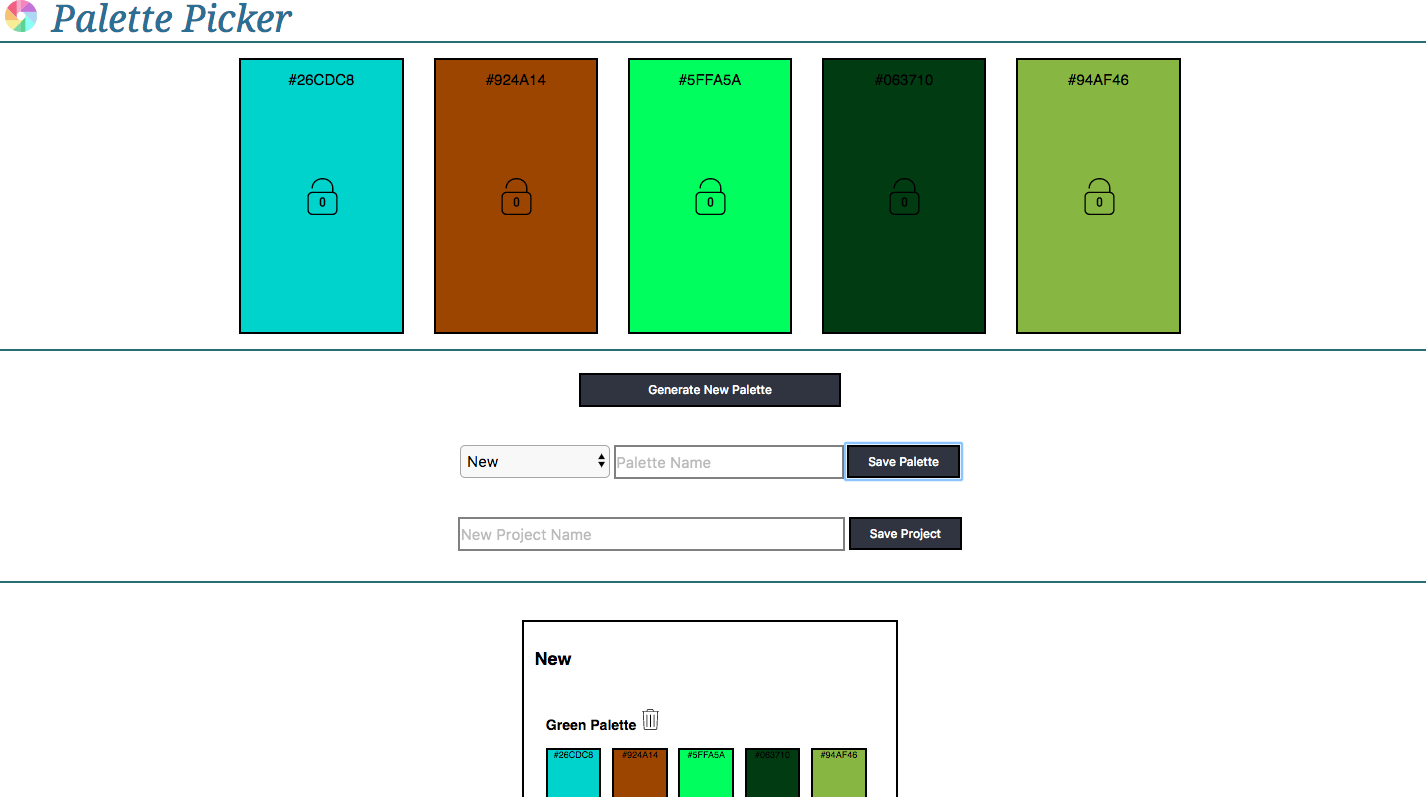 Palette Picker
#26CDC8 #924A14 #5FFA5A #063710 #94AF46
0 0 0 0 0
Generate New Palette
New Palette Name Save Palette
New Project Name Save Project
New
Green Palette
#26CDC8 #924A14 #5FFA5A #063710 #94AF46